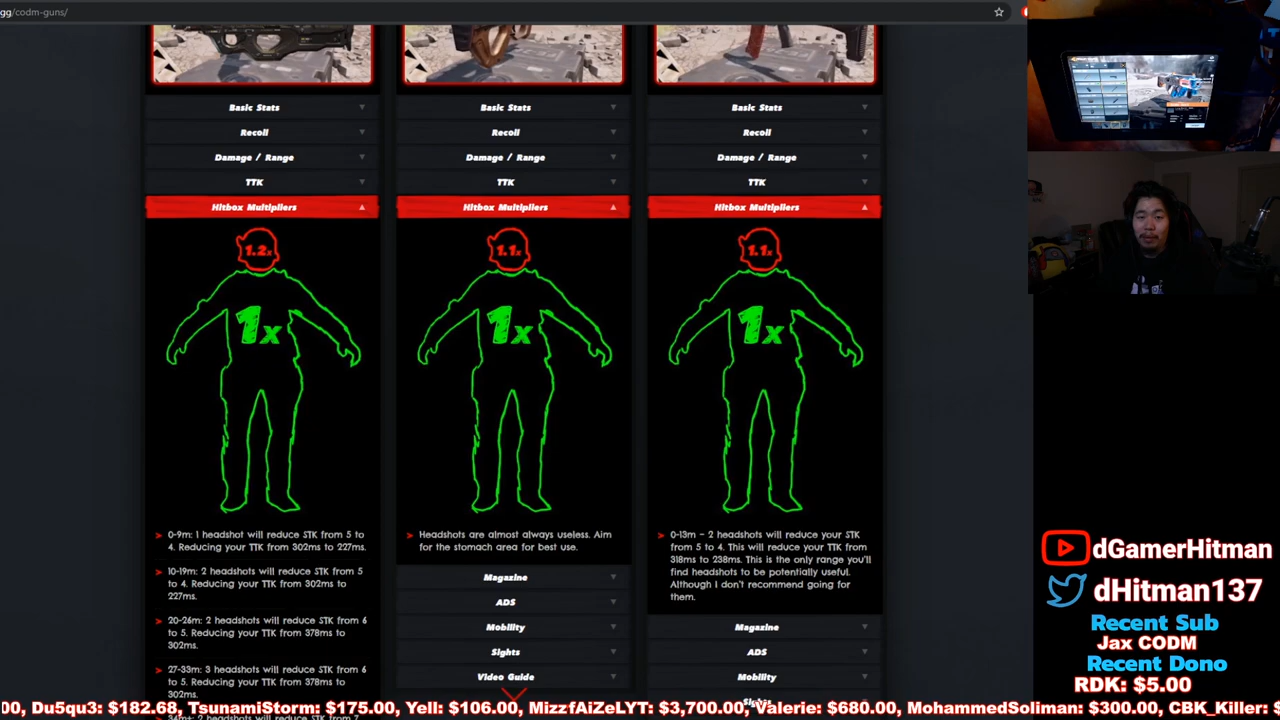 gg/codm-guns/
Basic Stats
Recoil
Damage / Range
TTK
Hitbox Multipliers
1.2x
1x
0-9m: 1 headshot will reduce STK from 5 to
4. Reducing your TTK from 302ms to 227ms.
10-19m: 2 headshots will reduce STK from 5
to 4. Reducing your TTK from 302ms to
227ms.
20-26m: 2 headshots will reduce STK from 6
to 5. Reducing your TTK from 378ms to
302ms.
27-33m: 3 headshots will reduce STK from 6
to 5. Reducing your TTK from 378ms to
302ms.
Basic Stats
Recoil
Damage / Range
TTK
Hitbox Multipliers
1.1x
1x
Headshots are almost always useless. Aim
for the stomach area for best use.
Magazine
ADS
Mobility
Sights
Video Guide
Basic Stats
Recoil
Damage / Range
TTK
Hitbox Multipliers
1.1x
1x
0-13m – 2 headshots will reduce your STK
from 5 to 4. This will reduce your TTK from
318ms to 238ms. This is the only range you'll
find headshots to be potentially useful.
Although I don't recommend going for
them.
Magazine
ADS
Mobility
Sights
dGamerHitman
dHitman137
Recent Sub
Jax CODM
Recent Dono
RDK: $5.00
00, Du5qu3: $182.68, TsunamiStorm: $175.00, Yell: $106.00, MizzfAiZeLYT: $3,700.00, Valerie: $680.00, MohammedSoliman: $300.00, CBK_Killer: $